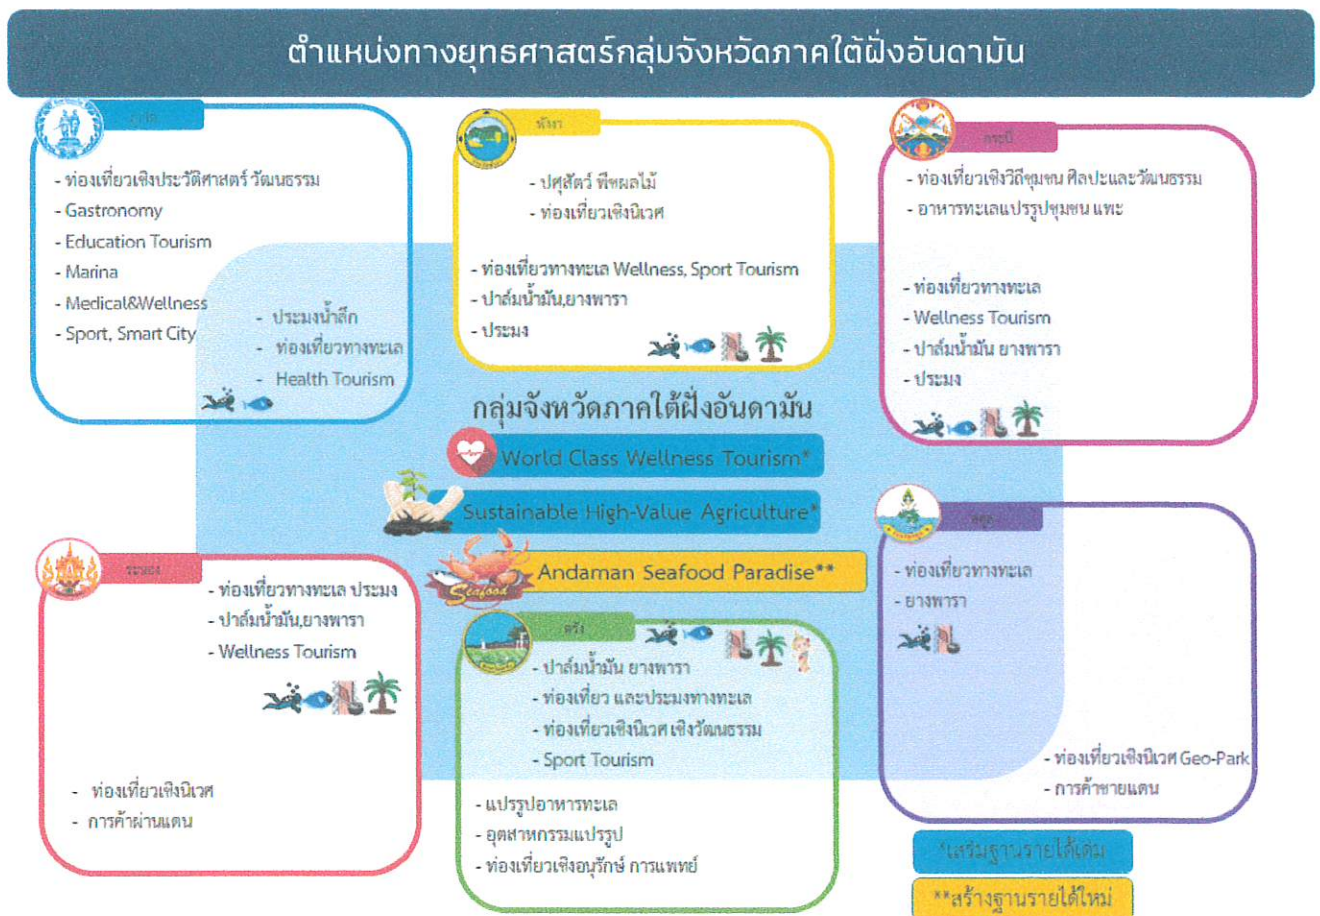 ตำแหน่งทางยุทธศาสตร์กลุ่มจังหวัดภาคใต้ฝั่งอันดามัน
ภูเก็ต
- ท่องเที่ยวเชิงประวัติศาสตร์ วัฒนธรรม
- Gastronomy
- Education Tourism
- Marina
- Medical&Wellness
- Sport, Smart City
- ประมงน้ำลึก
- ท่องเที่ยวทางทะเล
- Health Tourism
พังงา
- ปศุสัตว์ พืชผลไม้
- ท่องเที่ยวเชิงนิเวศ
- ท่องเที่ยวทางทะเล Wellness, Sport Tourism
- ปาล์มน้ำมัน,ยางพารา
- ประมง
กระบี่
- ท่องเที่ยวเชิงวิถีชุมชน ศิลปะและวัฒนธรรม
- อาหารทะเลแปรรูปชุมชน แพะ
- ท่องเที่ยวทางทะเล
- Wellness Tourism
- ปาล์มน้ำมัน ยางพารา
- ประมง
กลุ่มจังหวัดภาคใต้ฝั่งอันดามัน
World Class Wellness Tourism*
Sustainable High-Value Agriculture*
Andaman Seafood Paradise**
Seafood
ระนอง
- ท่องเที่ยวทางทะเล ประมง
- ปาล์มน้ำมัน,ยางพารา
- Wellness Tourism
- ท่องเที่ยวเชิงนิเวศ
- การค้าผ่านแดน
ตรัง
- ปาล์มน้ำมัน ยางพารา
- ท่องเที่ยว และประมงทางทะเล
- ท่องเที่ยวเชิงนิเวศ เชิงวัฒนธรรม
- Sport Tourism
- แปรรูปอาหารทะเล
- อุตสาหกรรมแปรรูป
- ท่องเที่ยวเชิงอนุรักษ์ การแพทย์
สตูล
- ท่องเที่ยวทางทะเล
- ยางพารา
- ท่องเที่ยวเชิงนิเวศ Geo-Park
- การค้าชายแดน
*เสริมฐานรายได้เดิม
**สร้างฐานรายได้ใหม่